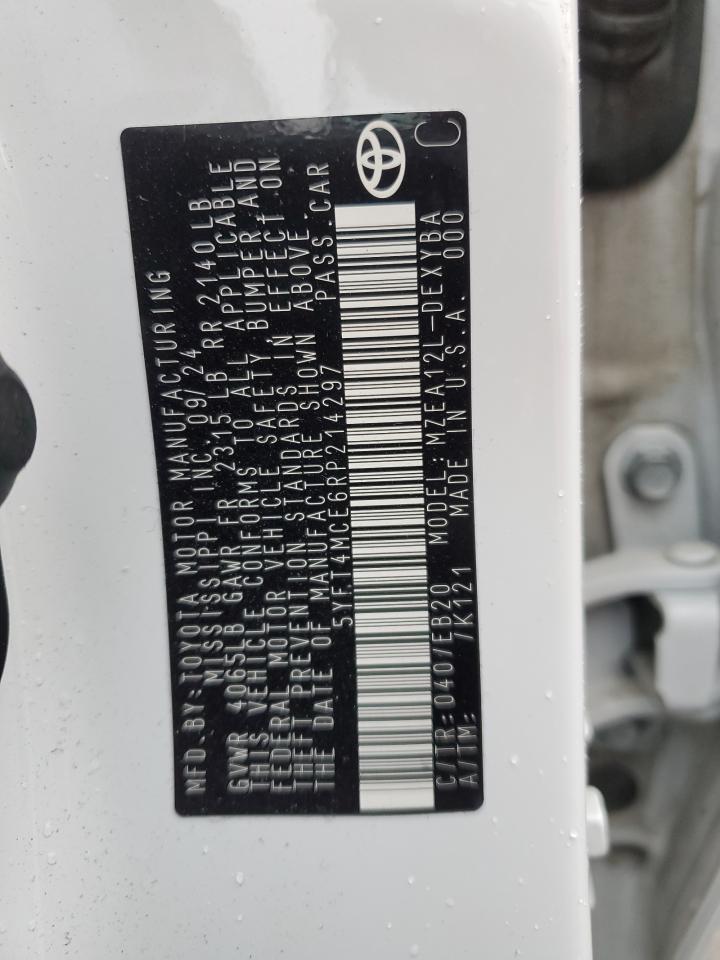 MFD.BY:TOYOTA MOTOR MANUFACTURING
MISSISSIPPI INC. 09/24
GVWR 4065LB GAWR FR 2315 LB RR 2140LB
THIS VEHICLE CONFORMS TO ALL APPLICABLE
FEDERAL MOTOR VEHICLE SAFETY, BUMPER, AND
THEFT PREVENTION STANDARDS IN EFFECT ON
THE DATE OF MANUFACTURE SHOWN ABOVE.
5YFT4MCE6RP214297 PASS.CAR
C/TR:040/EB20 MODEL:MZEA12L-DEXYBA
A/TM: /K121 MADE IN U.S.A. 000
C